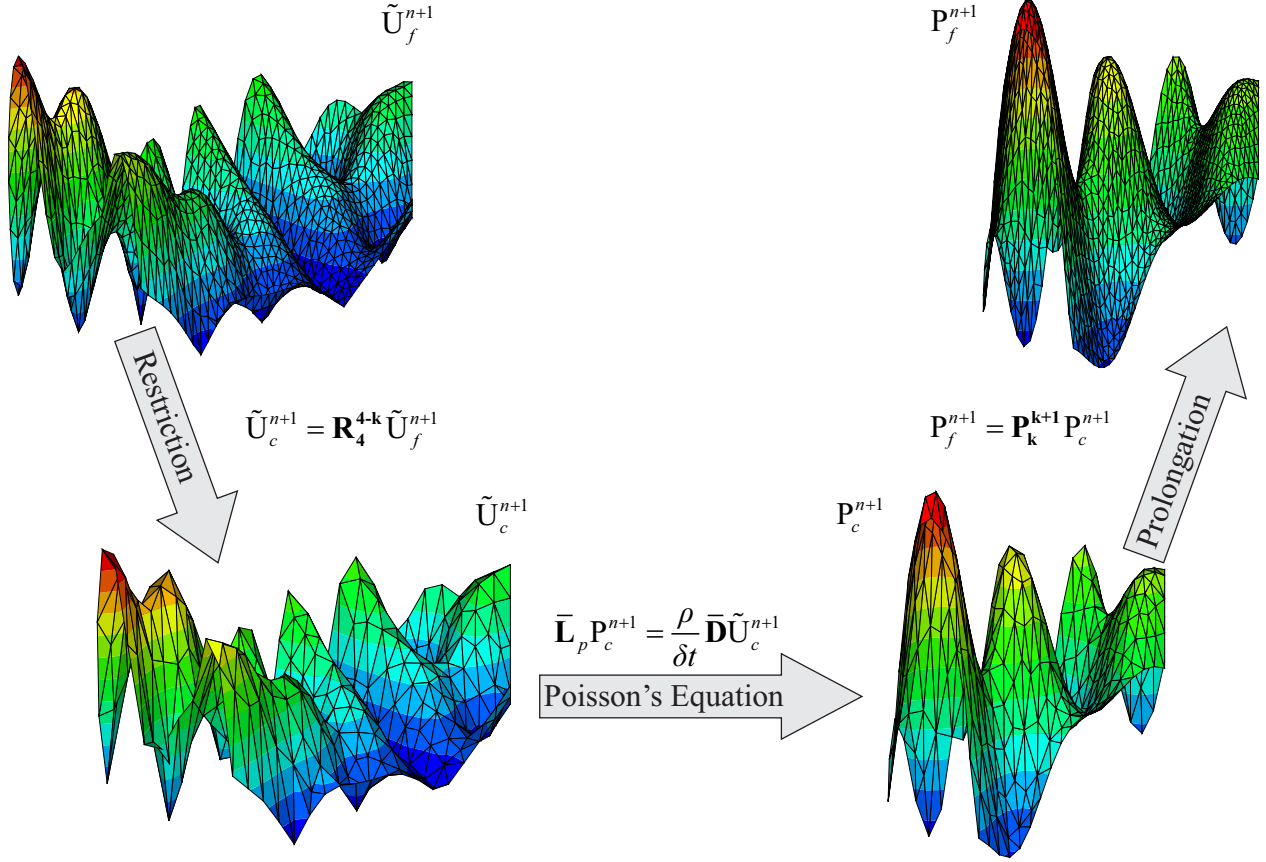 Ũ_f^{n+1}
P_f^{n+1}
Restriction
Ũ_c^{n+1} = R_4^{4-k} Ũ_f^{n+1}
P_f^{n+1} = P_k^{k+1} P_c^{n+1}
Prolongation
Ũ_c^{n+1}
P_c^{n+1}
L̄_p P_c^{n+1} = ρ/δt D̄Ũ_c^{n+1}
Poisson's Equation